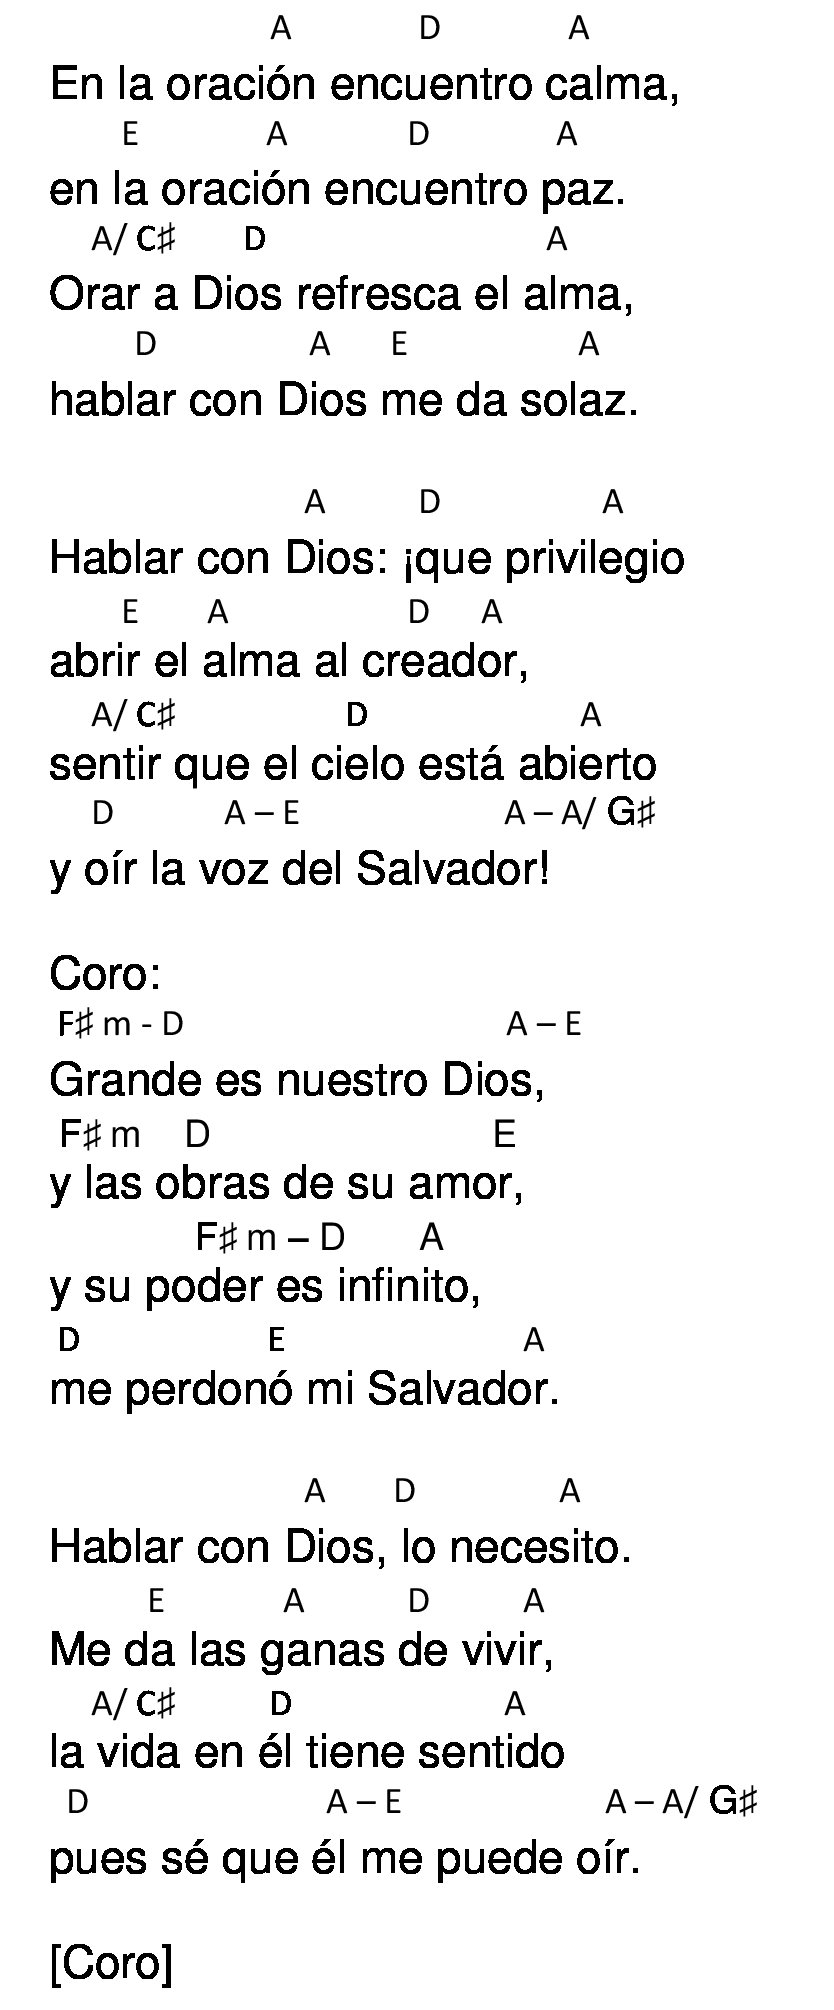 A D A
En la oración encuentro calma,
E A D A
en la oración encuentro paz.
A/ C♯ D A
Orar a Dios refresca el alma,
D A E A
hablar con Dios me da solaz.
A D A
Hablar con Dios: ¡que privilegio
E A D A
abrir el alma al creador,
A/ C♯ D A
sentir que el cielo está abierto
D A – E A – A/ G♯
y oír la voz del Salvador!
Coro:
F♯ m - D A – E
Grande es nuestro Dios,
F♯ m D E
y las obras de su amor,
F♯ m – D A
y su poder es infinito,
D E A
me perdonó mi Salvador.
A D A
Hablar con Dios, lo necesito.
E A D A
Me da las ganas de vivir,
A/ C♯ D A
la vida en él tiene sentido
D A – E A – A/ G♯
pues sé que él me puede oír.
[Coro]